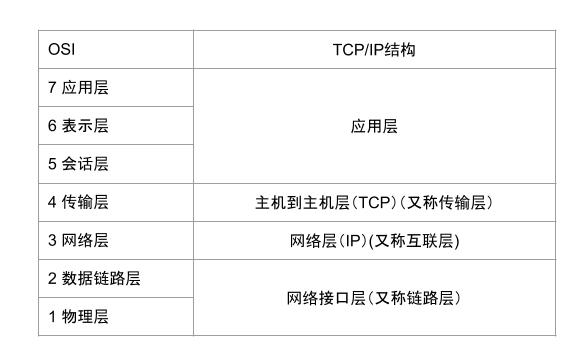 OSI TCP/IP结构
7 应用层
6 表示层
应用层
5 会话层
4 传输层 主机到主机层（TCP）（又称传输层）
3 网络层 网络层（IP）(又称互联层)
2 数据链路层
网络接口层（又称链路层）
1 物理层